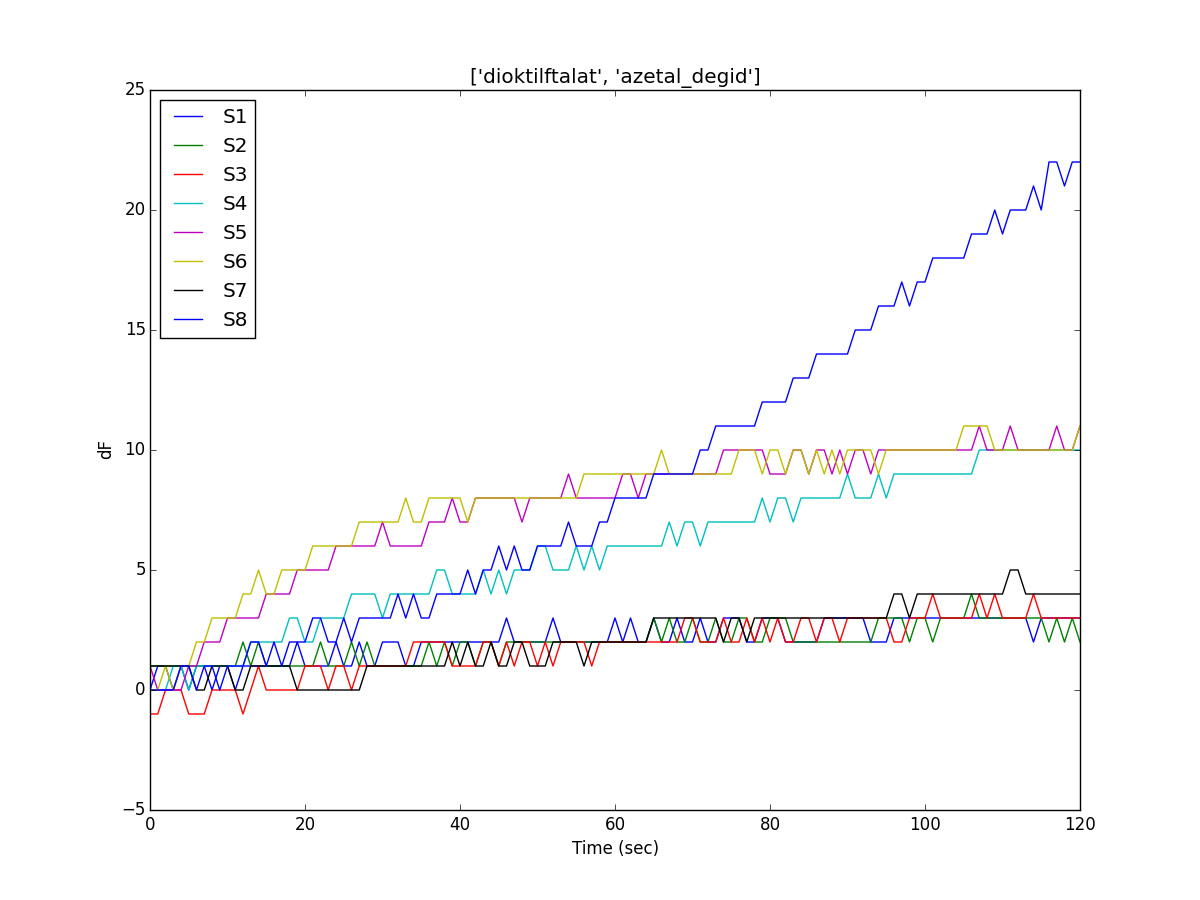 ['dioktilftalat', 'azetal_degid']
25
20
15
10
5
0
−5
dF
S1
S2
S3
S4
S5
S6
S7
S8
0 20 40 60 80 100 120
Time (sec)